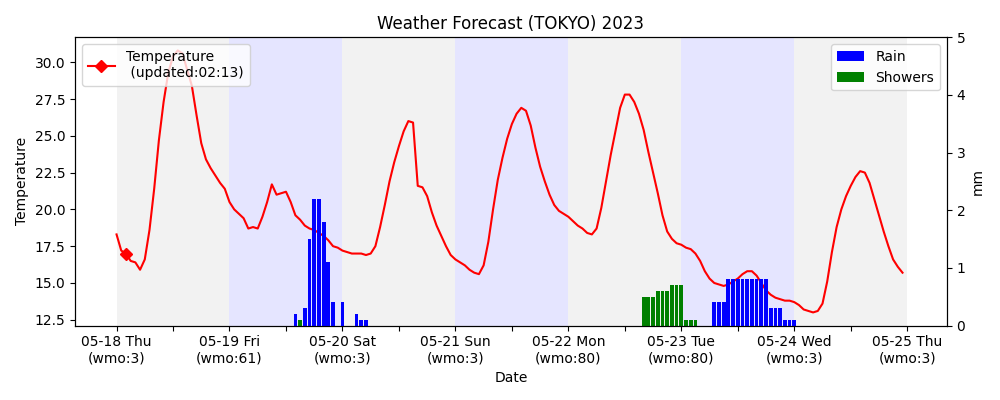 Weather Forecast (TOKYO) 2023
Temperature
(updated:02:13)
Rain
Showers
Temperature
30.0
27.5
25.0
22.5
20.0
17.5
15.0
12.5
5
4
3
2
1
0
mm
05-18 Thu
(wmo:3)
05-19 Fri
(wmo:61)
05-20 Sat
(wmo:3)
05-21 Sun
(wmo:3)
05-22 Mon
(wmo:80)
05-23 Tue
(wmo:80)
05-24 Wed
(wmo:3)
05-25 Thu
(wmo:3)
Date